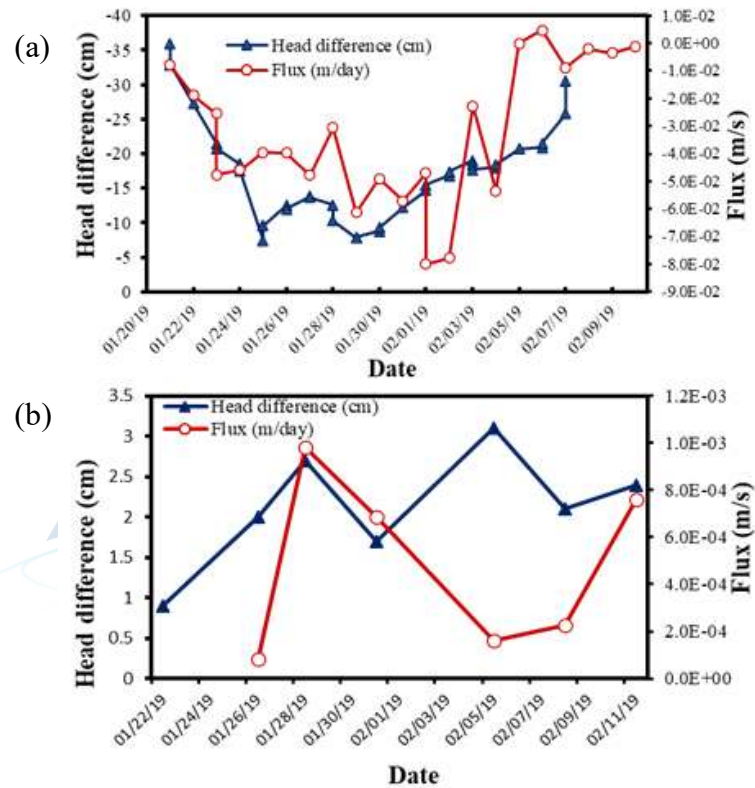 (a)
Head difference (cm)
-40
-35
-30
-25
-20
-15
-10
-5
0
Head difference (cm)
Flux (m/day)
1.0E-02
0.0E+00
-1.0E-02
-2.0E-02
-3.0E-02
-4.0E-02
-5.0E-02
-6.0E-02
-7.0E-02
-8.0E-02
-9.0E-02
Flux (m/s)
01/20/19
01/22/19
01/24/19
01/26/19
01/28/19
01/30/19
02/01/19
02/03/19
02/05/19
02/07/19
02/09/19
Date
(b)
Head difference (cm)
3.5
3
2.5
2
1.5
1
0.5
0
Head difference (cm)
Flux (m/day)
1.2E-03
1.0E-03
8.0E-04
6.0E-04
4.0E-04
2.0E-04
0.0E+00
Flux (m/s)
01/22/19
01/24/19
01/26/19
01/28/19
01/30/19
02/01/19
02/03/19
02/05/19
02/07/19
02/09/19
02/11/19
Date